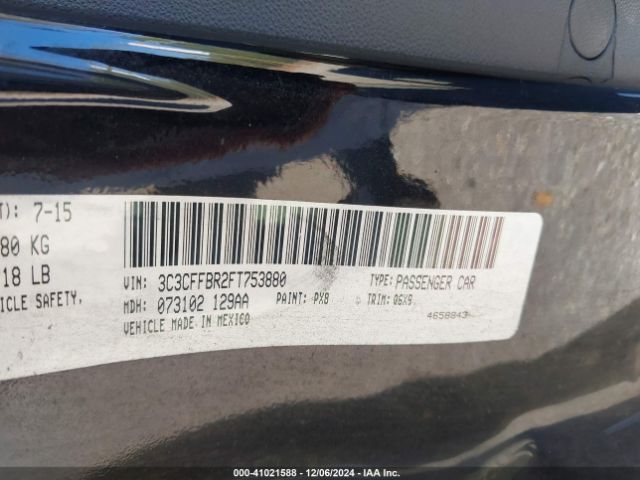 T): 7-15
80 KG
18 LB
HICLE SAFETY,
VIN: 3C3CFFBR2FT753880
TYPE: PASSENGER CAR
MDH: 073102 129AA
PAINT: PX8
TRIM: Q6X9
VEHICLE MADE IN MEXICO
4658843
000-41021588 - 12/06/2024 - IAA Inc.